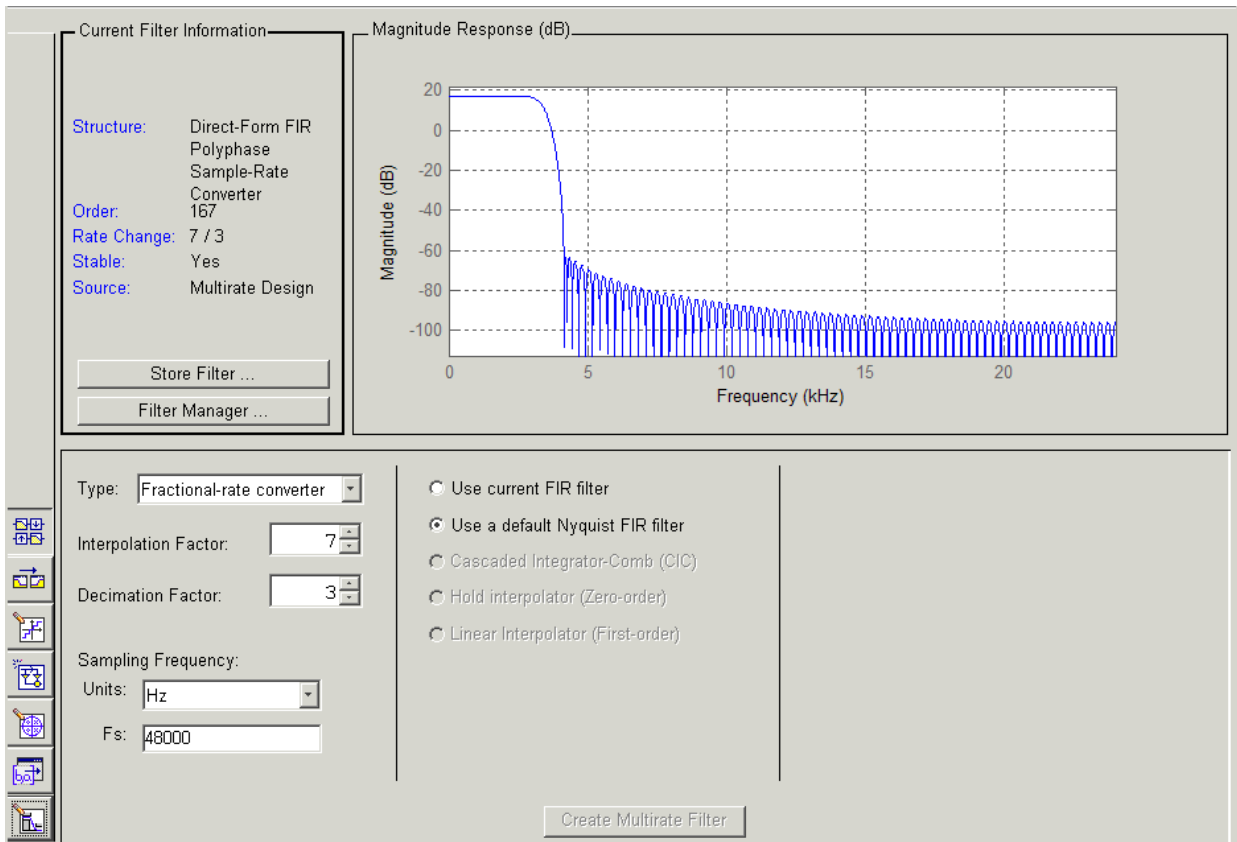 Current Filter Information
Structure: Direct-Form FIR
Polyphase
Sample-Rate
Converter
Order: 167
Rate Change: 7 / 3
Stable: Yes
Source: Multirate Design
Store Filter ...
Filter Manager ...
Magnitude Response (dB)
Magnitude (dB)
20
0
-20
-40
-60
-80
-100
0 5 10 15 20
Frequency (kHz)
Type: Fractional-rate converter
Interpolation Factor: 7
Decimation Factor: 3
Sampling Frequency:
Units: Hz
Fs: 48000
Use current FIR filter
Use a default Nyquist FIR filter
Cascaded Integrator-Comb (CIC)
Hold interpolator (Zero-order)
Linear Interpolator (First-order)
Create Multirate Filter